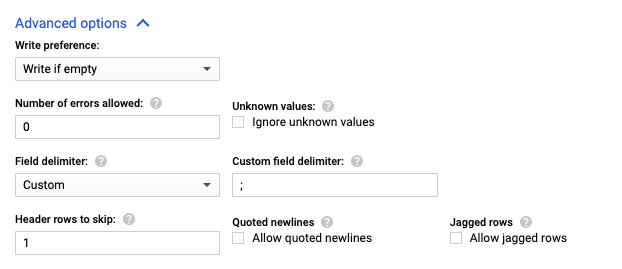 Advanced options
Write preference:
Write if empty
Number of errors allowed: ?
Unknown values: ?
0
Ignore unknown values
Field delimiter: ?
Custom field delimiter: ?
Custom
;
Header rows to skip: ?
Quoted newlines ?
Jagged rows ?
1
Allow quoted newlines
Allow jagged rows